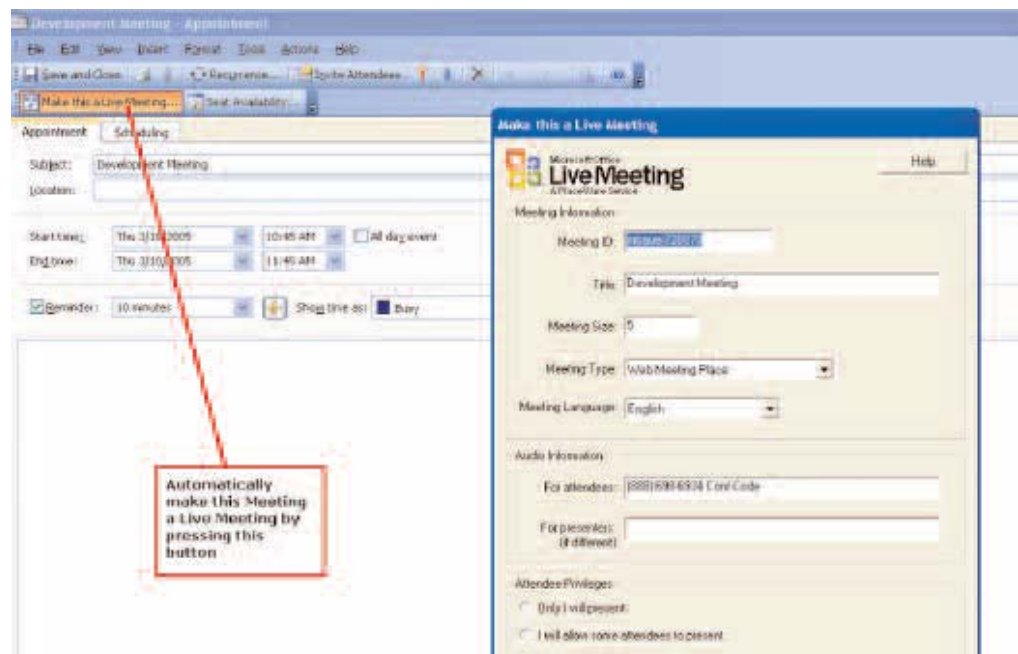 Development Meeting - Appointment
File Edit View Insert Format Tools Actions Help
Save and Close Recurrence... Invite Attendees
Make this a Live Meeting... Seat Availability...
Appointment Scheduling
Subject: Development Meeting
Location:
Start time: Thu 3/10/2005 10:45 AM All day event
End time: Thu 3/10/2005 11:45 AM
Reminder: 10 minutes Show time as: Busy
Automatically
make this Meeting
a Live Meeting by
pressing this
button
Make this a Live Meeting
Microsoft Office
Live Meeting
A PlaceWare Service
Help
Meeting Information
Meeting ID:
Title: Development Meeting
Meeting Size: 5
Meeting Type: Web Meeting Place
Meeting Language: English
Audio Information
For attendees: Conf Code
For presenters:
(if different)
Attendee Privileges
Only I will present
I will allow some attendees to present